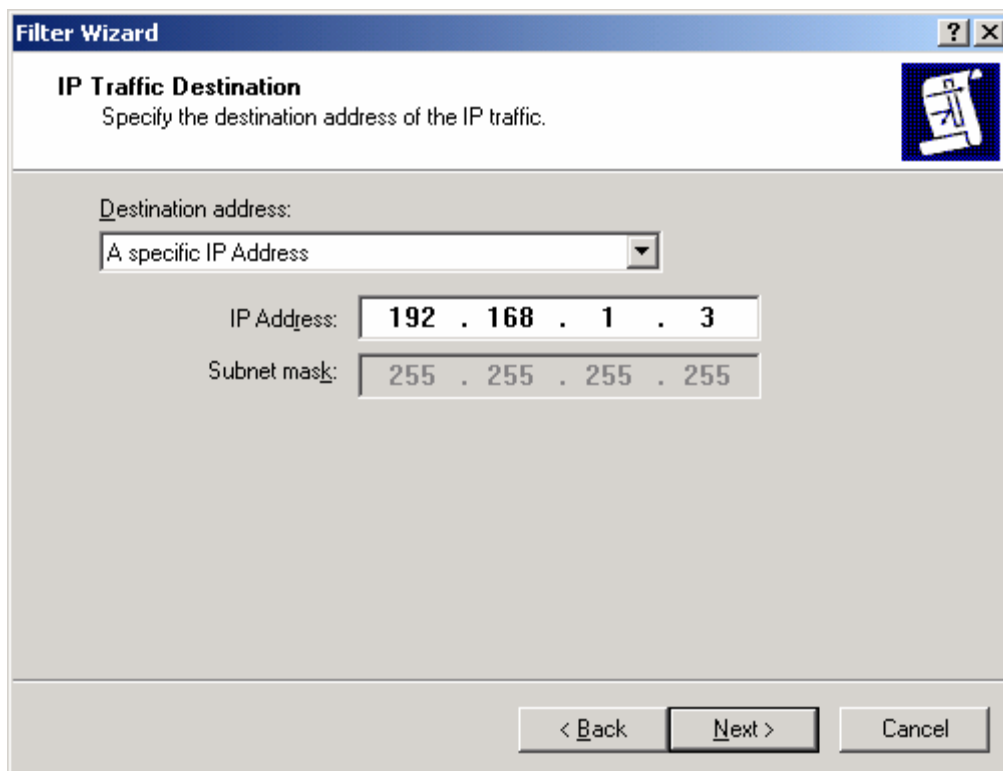 Filter Wizard
IP Traffic Destination
Specify the destination address of the IP traffic.
Destination address:
A specific IP Address
IP Address: 192 . 168 . 1 . 3
Subnet mask: 255 . 255 . 255 . 255
< Back Next > Cancel